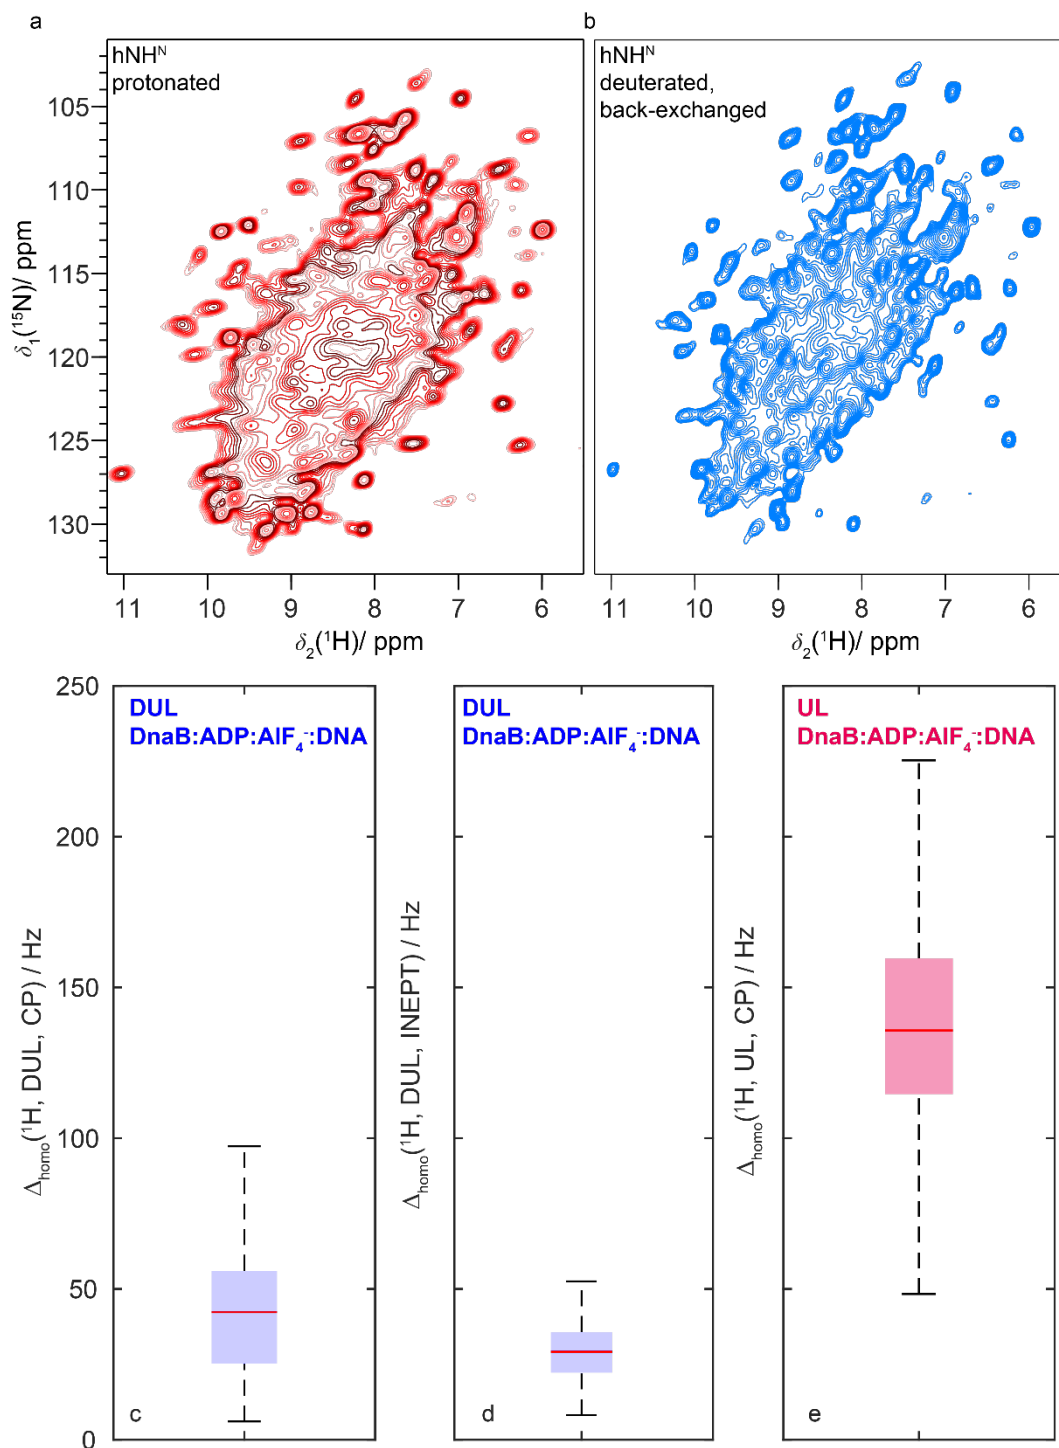 a
hNHᴺ
protonated
105
110
115
120
125
130
δ₁(¹⁵N)/ ppm
11 10 9 8 7 6
δ₂(¹H)/ ppm
b
hNHᴺ
deuterated,
back-exchanged
11 10 9 8 7 6
δ₂(¹H)/ ppm
250
200
150
100
50
0
Δhomo(¹H, DUL, CP) / Hz
DUL
DnaB:ADP:AlF₄⁻:DNA
c
Δhomo(¹H, DUL, INEPT) / Hz
DUL
DnaB:ADP:AlF₄⁻:DNA
d
Δhomo(¹H, UL, CP) / Hz
UL
DnaB:ADP:AlF₄⁻:DNA
e